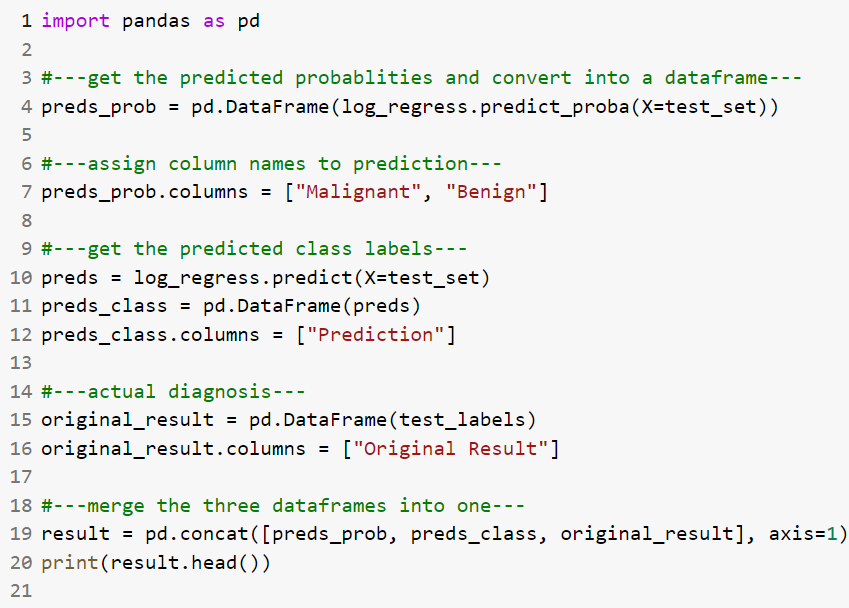 1 import pandas as pd
2
3 #---get the predicted probablities and convert into a dataframe---
4 preds_prob = pd.DataFrame(log_regress.predict_proba(X=test_set))
5
6 #---assign column names to prediction---
7 preds_prob.columns = ["Malignant", "Benign"]
8
9 #---get the predicted class labels---
10 preds = log_regress.predict(X=test_set)
11 preds_class = pd.DataFrame(preds)
12 preds_class.columns = ["Prediction"]
13
14 #---actual diagnosis---
15 original_result = pd.DataFrame(test_labels)
16 original_result.columns = ["Original Result"]
17
18 #---merge the three dataframes into one---
19 result = pd.concat([preds_prob, preds_class, original_result], axis=1)
20 print(result.head())
21